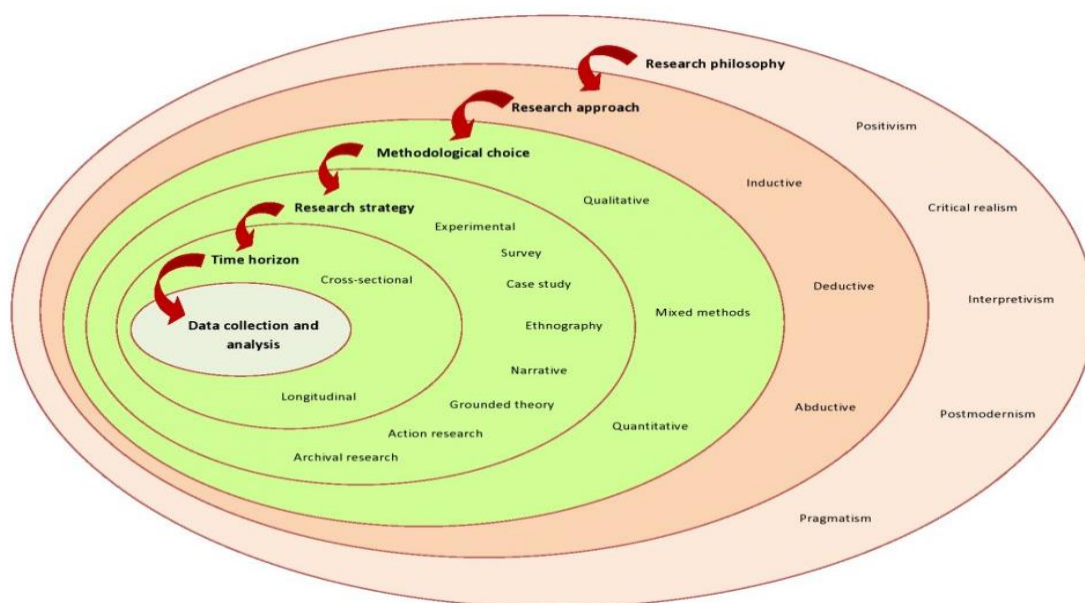 Research philosophy
Research approach
Positivism
Methodological choice
Inductive
Qualitative
Research strategy
Critical realism
Experimental
Survey
Time horizon
Cross-sectional
Case study
Deductive
Interpretivism
Mixed methods
Data collection and
analysis
Ethnography
Narrative
Longitudinal
Grounded theory
Abductive
Postmodernism
Quantitative
Action research
Archival research
Pragmatism